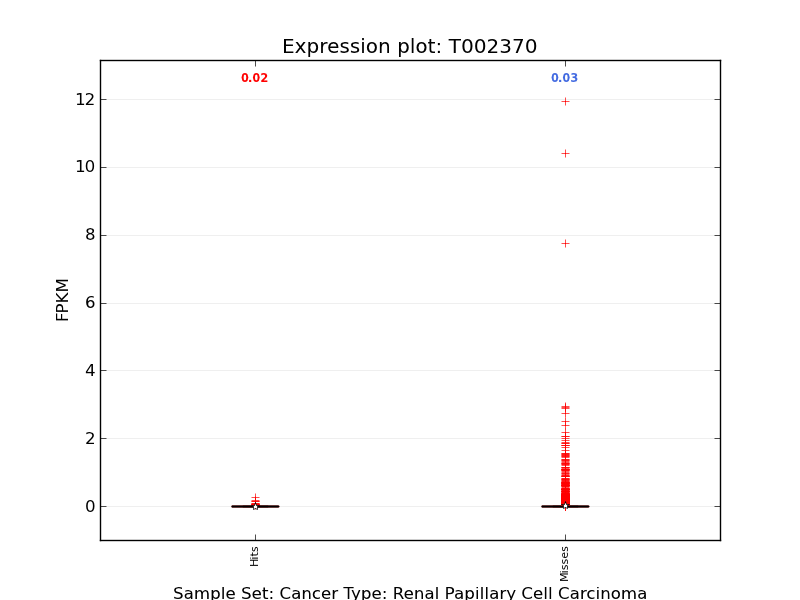 Expression plot: T002370
0.02
0.03
12
10
8
6
4
2
0
FPKM
Hits
Misses
Sample Set: Cancer Type: Renal Papillary Cell Carcinoma